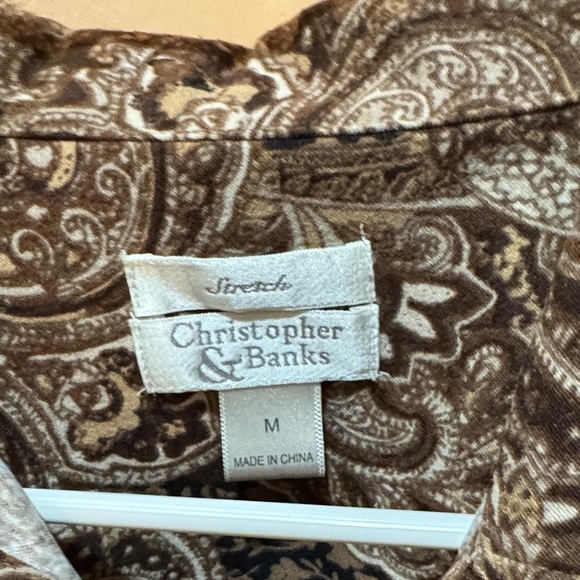 Stretch
Christopher
& Banks
M
MADE IN CHINA